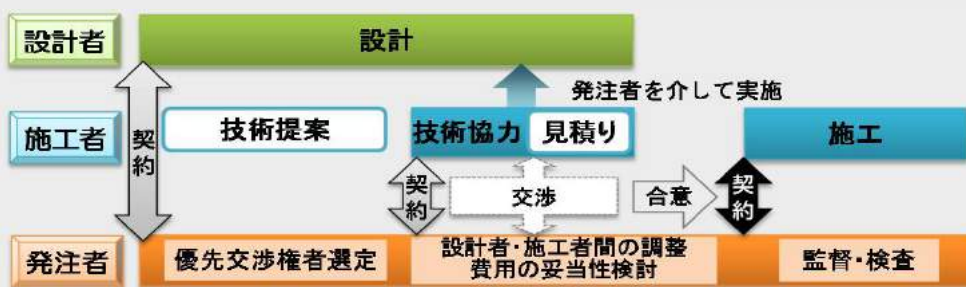 設計者
設計
発注者を介して実施
施工者
契約
技術提案
技術協力
見積り
施工
契約
交渉
合意
契約
発注者
優先交渉権者選定
設計者・施工者間の調整
費用の妥当性検討
監督・検査